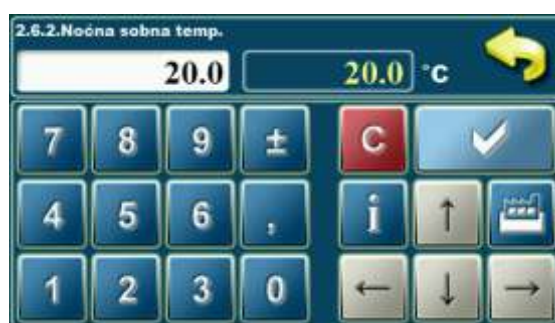 2.6.2.Noćna sobna temp.
20.0 20.0 °C
7 8 9 ± C
4 5 6 , i ↑
1 2 3 0 ← ↓ →